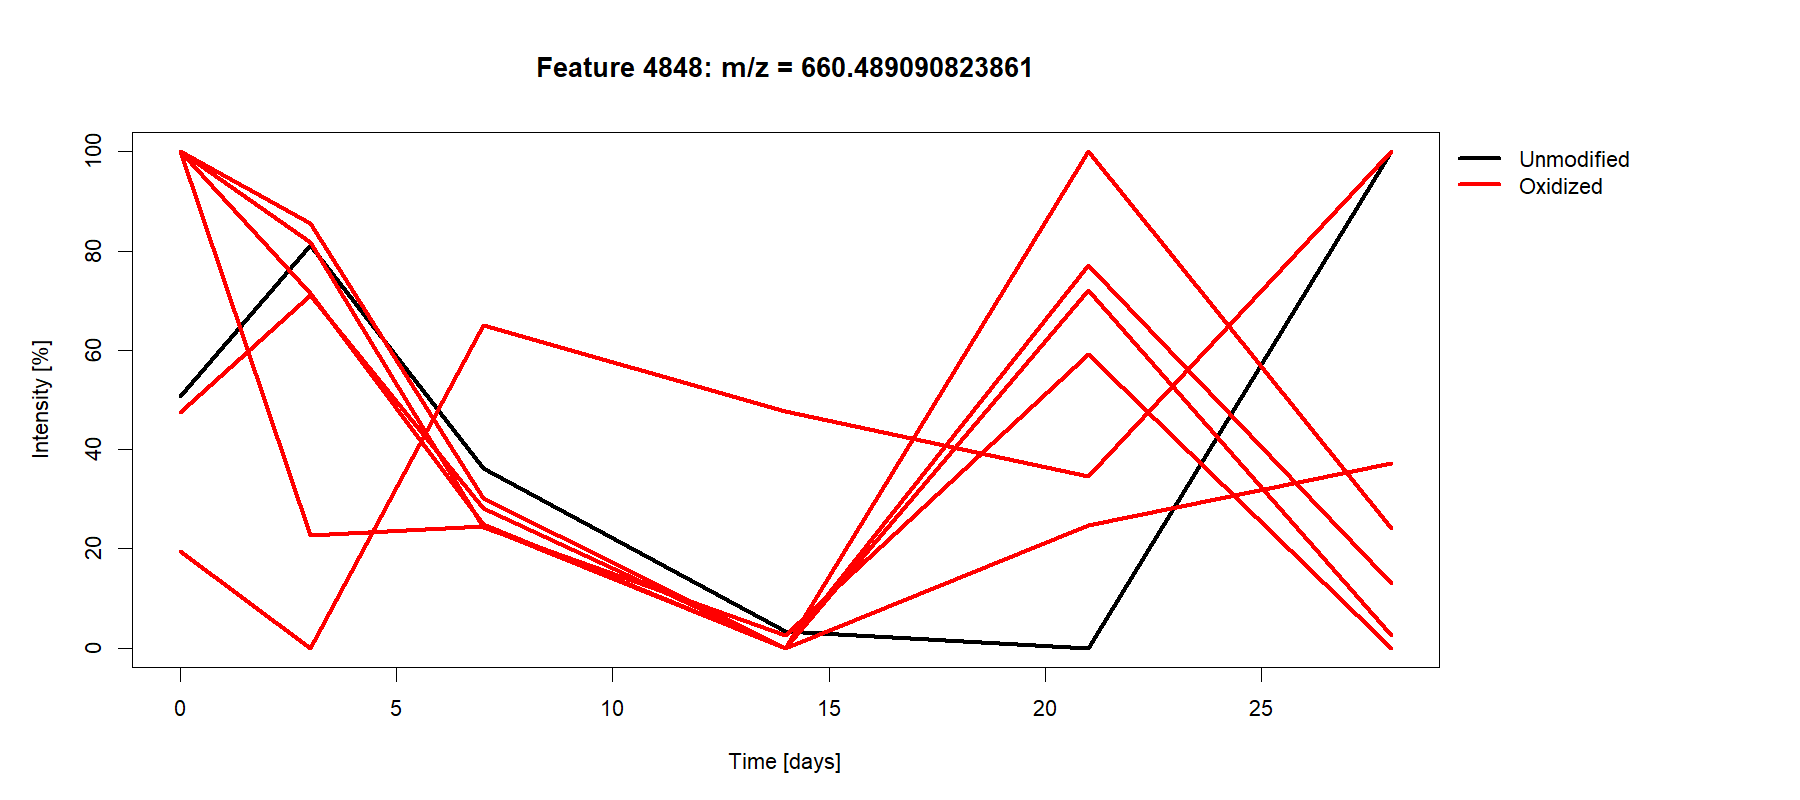 Feature 4848: m/z = 660.489090823861
Unmodified
Oxidized
Intensity [%]
100
80
60
40
20
0
0 5 10 15 20 25
Time [days]